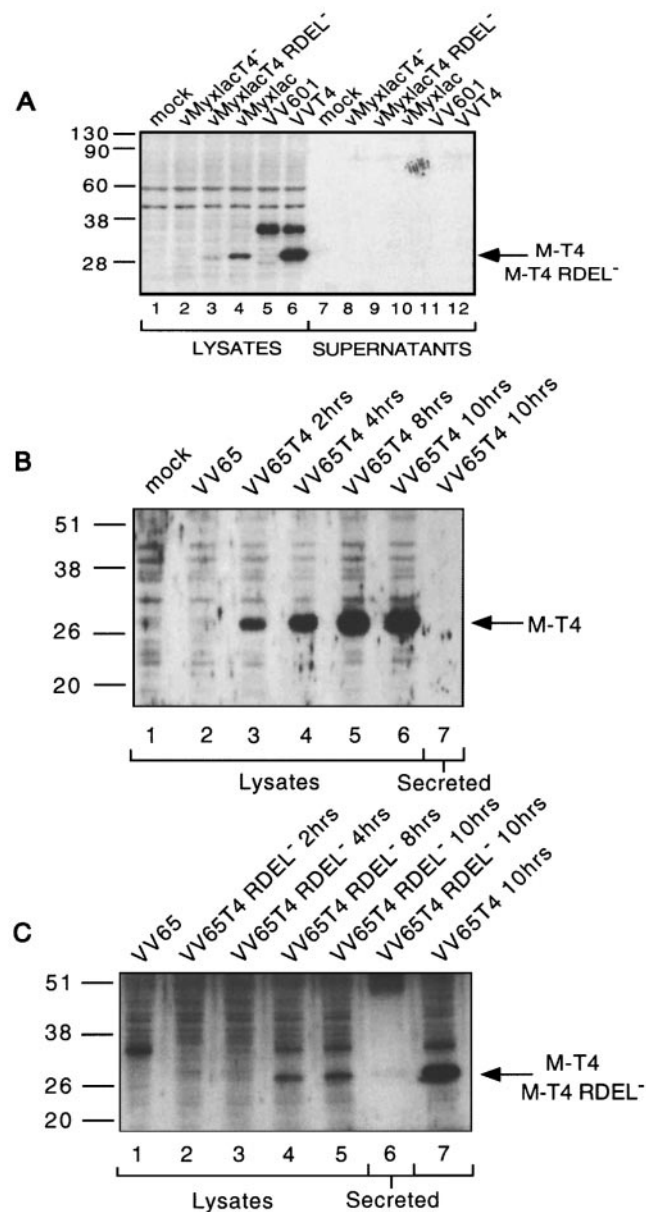 A
mock
vMyxlacT4-
vMyxlacT4 RDEL-
vMyxlac
VV601
VVT4
mock
vMyxlacT4-
vMyxlacT4 RDEL-
vMyxlac
VV601
VVT4
130
90
60
38
28
M-T4
M-T4 RDEL-
1 2 3 4 5 6 7 8 9 10 11 12
LYSATES SUPERNATANTS
B
mock
VV65
VV65T4 2hrs
VV65T4 4hrs
VV65T4 8hrs
VV65T4 10hrs
VV65T4 10hrs
51
38
26
20
M-T4
1 2 3 4 5 6 7
Lysates Secreted
C
VV65
VV65T4 RDEL- 2hrs
VV65T4 RDEL- 4hrs
VV65T4 RDEL- 8hrs
VV65T4 RDEL- 10hrs
VV65T4 RDEL- 10hrs
VV65T4 10hrs
51
38
26
20
M-T4
M-T4 RDEL-
1 2 3 4 5 6 7
Lysates Secreted